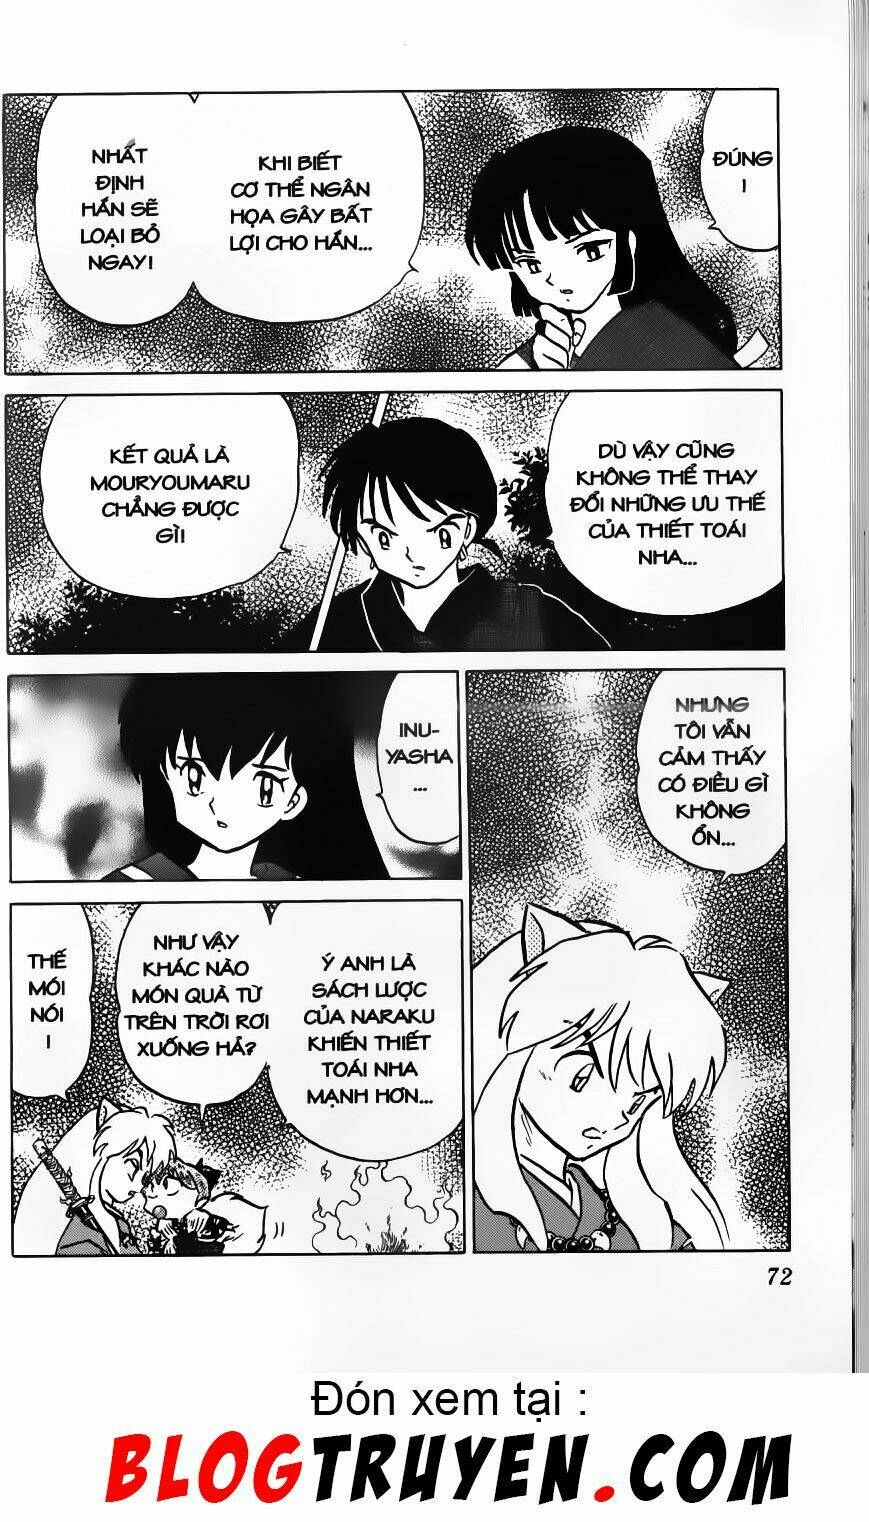 ĐÚNG
!
KHI BIẾT
CƠ THỂ NGÂN
HỌA GÂY BẤT
LỢI CHO HẮN...
NHẤT
ĐỊNH
HẮN SẼ
LOẠI BỎ
NGAY!
DÙ VẬY CŨNG
KHÔNG THỂ THAY
ĐỔI NHỮNG ƯU THẾ
CỦA THIẾT TOÁI
NHA...
KẾT QUẢ LÀ
MOURYOUMARU
CHẲNG ĐƯỢC
GÌ!
NHƯNG
TÔI VẪN
CẢM THẤY
CÓ ĐIỀU GÌ
KHÔNG
ỔN...
INU-
YASHA
...
Ý ANH LÀ
SÁCH LƯỢC
CỦA NARAKU
KHIẾN THIẾT
TOÁI NHA
MẠNH HƠN...
NHƯ VẬY
KHÁC NÀO
MÓN QUÀ TỪ
TRÊN TRỜI RƠI
XUỐNG HẢ?
THẾ
MÓI
NÓI
!
72
Đón xem tại :
BLOGTRUYEN.COM